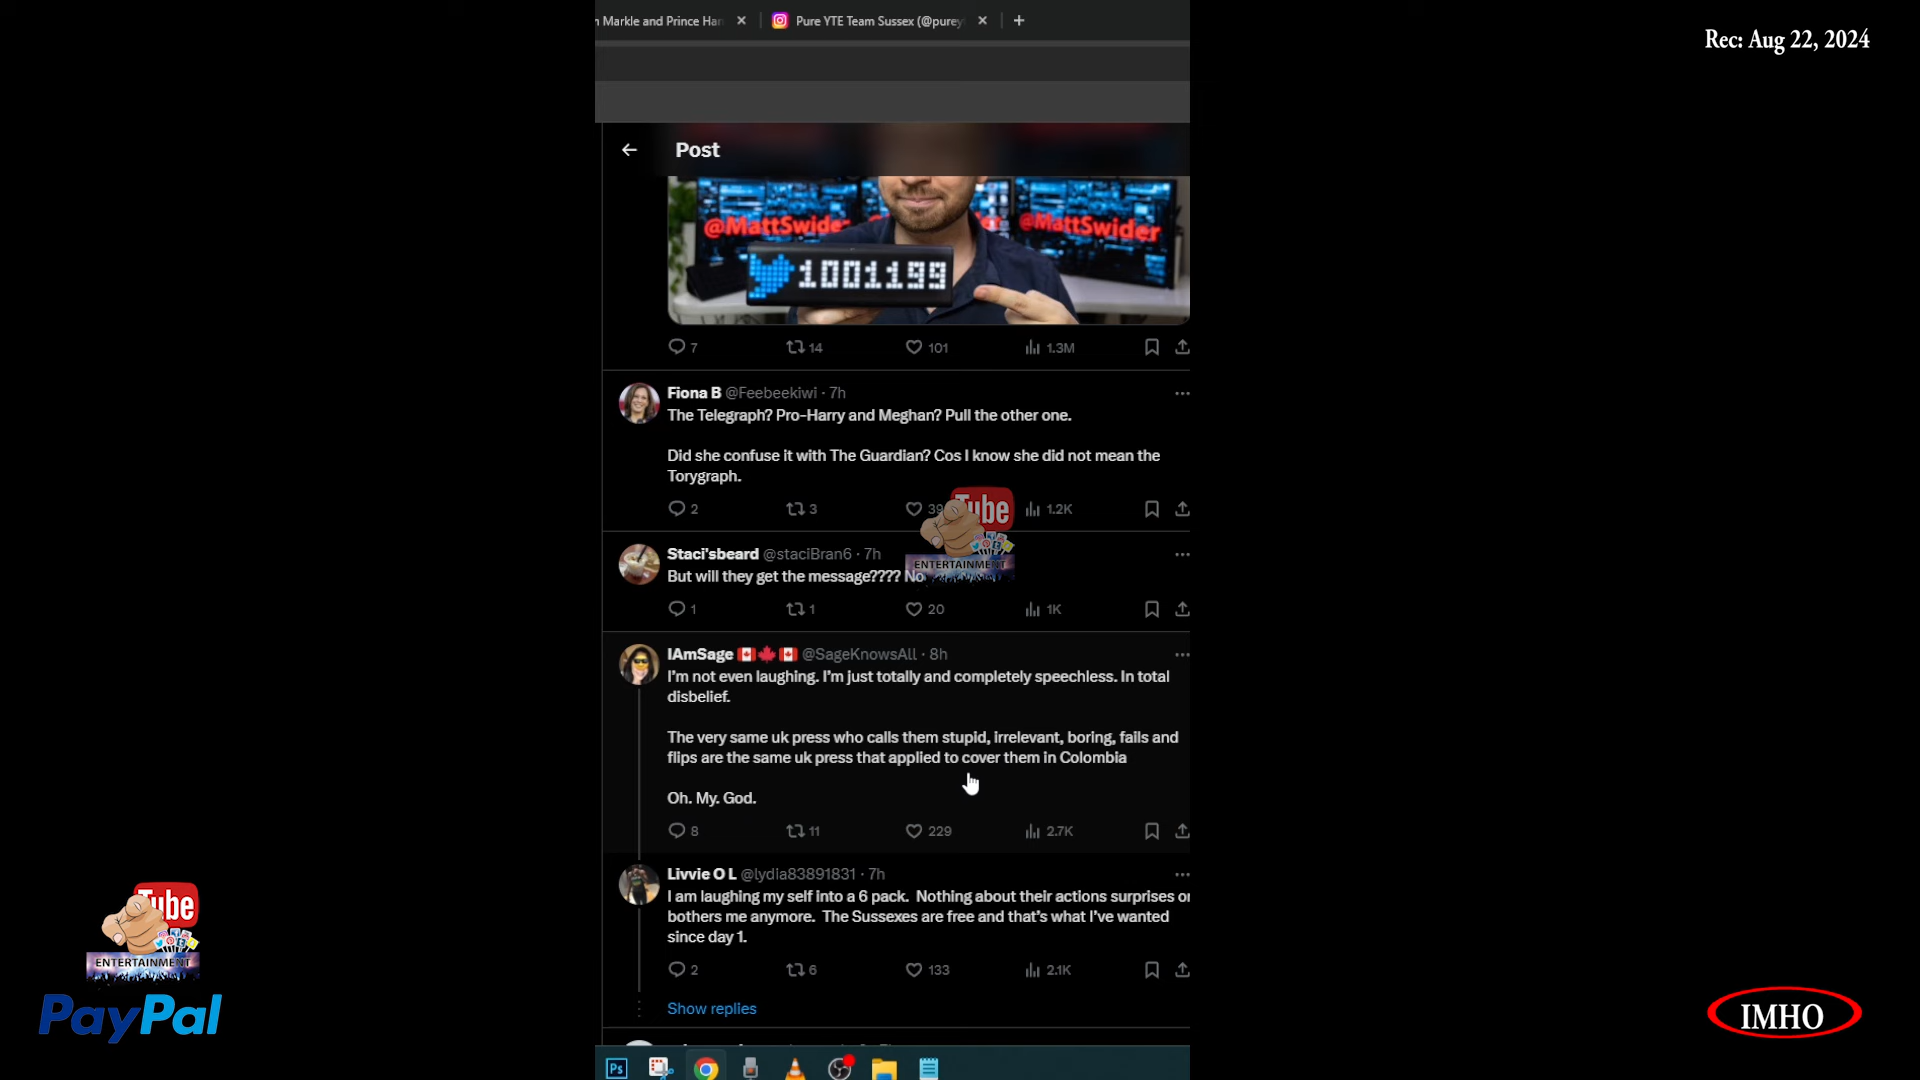 n Markle and Prince Har
Pure YTE Team Sussex (@purey
Rec: Aug 22, 2024
Post
@MattSwider
@MattSwider
1001199
7 14 101 1.3M
Fiona B @Feebeekiwi · 7h
The Telegraph? Pro-Harry and Meghan? Pull the other one.
Did she confuse it with The Guardian? Cos I know she did not mean the
Torygraph.
2 3 39 1.2K
Tube
ENTERTAINMENT
Staci'sbeard @staciBran6 · 7h
But will they get the message???? No
1 1 20 1K
IAmSage @SageKnowsAll · 8h
I'm not even laughing. I'm just totally and completely speechless. In total
disbelief.
The very same uk press who calls them stupid, irrelevant, boring, fails and
flips are the same uk press that applied to cover them in Colombia
Oh. My. God.
8 11 229 2.7K
Livvie O L @lydia83891831 · 7h
I am laughing my self into a 6 pack. Nothing about their actions surprises or
bothers me anymore. The Sussexes are free and that's what I've wanted
since day 1.
2 6 133 2.1K
Show replies
Tube
ENTERTAINMENT
PayPal
IMHO
Ps